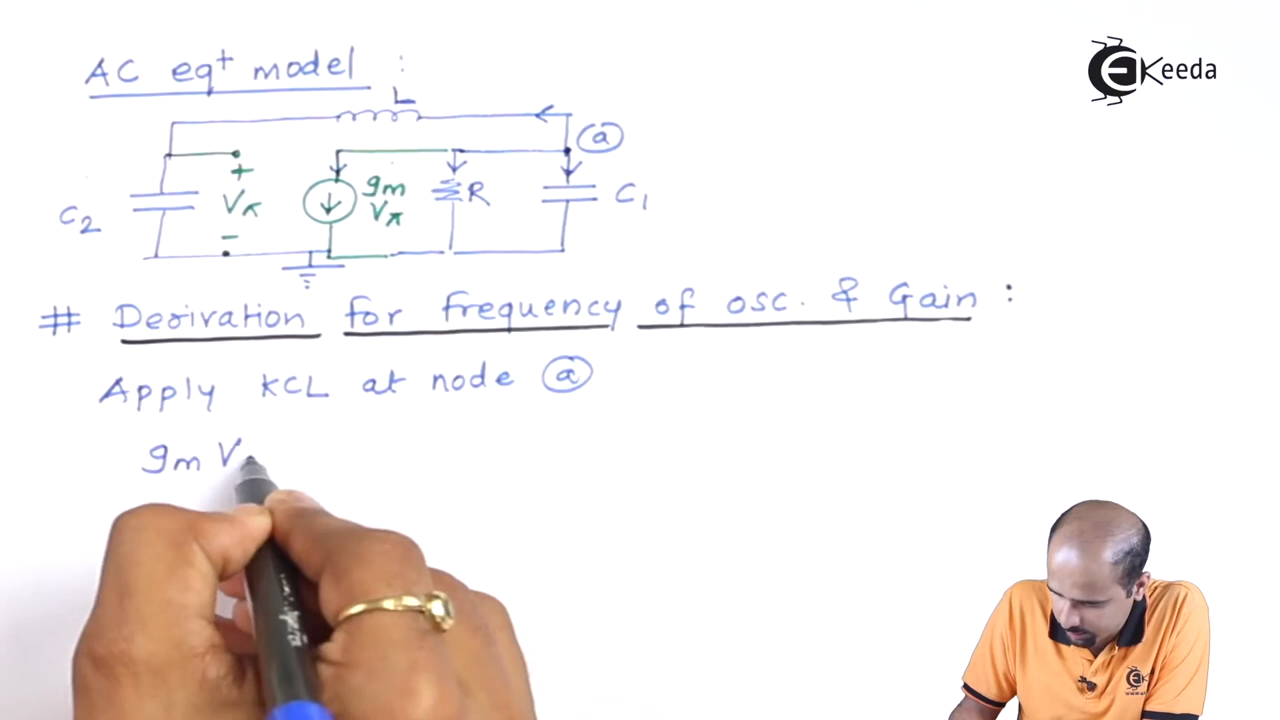 AC eqt model :
EKeeda
L
a
+
Vπ
-
gm
Vπ
R
C1
C2
# Derivation for frequency of osc. & Gain :
Apply KCL at node a
gm V